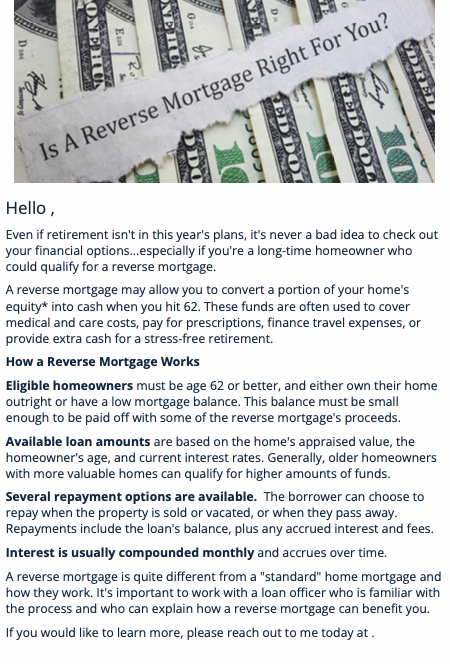 Is A Reverse Mortgage Right For You?
Hello ,
Even if retirement isn't in this year's plans, it's never a bad idea to check out
your financial options...especially if you're a long-time homeowner who
could qualify for a reverse mortgage.
A reverse mortgage may allow you to convert a portion of your home's
equity* into cash when you hit 62. These funds are often used to cover
medical and care costs, pay for prescriptions, finance travel expenses, or
provide extra cash for a stress-free retirement.
How a Reverse Mortgage Works
Eligible homeowners must be age 62 or better, and either own their home
outright or have a low mortgage balance. This balance must be small
enough to be paid off with some of the reverse mortgage's proceeds.
Available loan amounts are based on the home's appraised value, the
homeowner's age, and current interest rates. Generally, older homeowners
with more valuable homes can qualify for higher amounts of funds.
Several repayment options are available. The borrower can choose to
repay when the property is sold or vacated, or when they pass away.
Repayments include the loan's balance, plus any accrued interest and fees.
Interest is usually compounded monthly and accrues over time.
A reverse mortgage is quite different from a "standard" home mortgage and
how they work. It's important to work with a loan officer who is familiar with
the process and who can explain how a reverse mortgage can benefit you.
If you would like to learn more, please reach out to me today at .